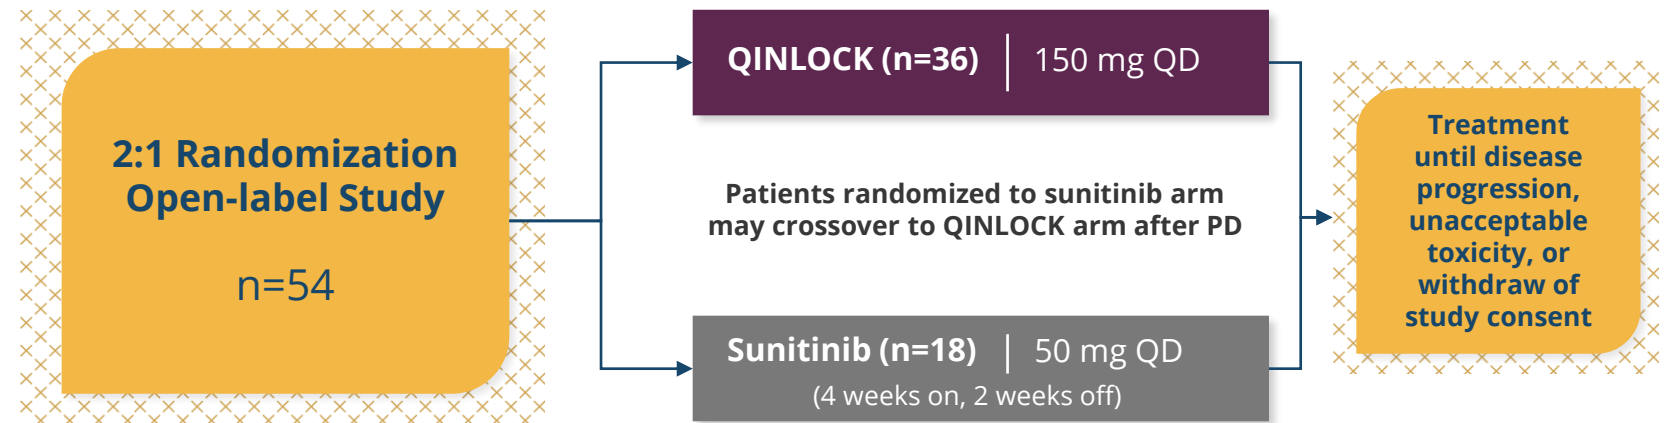 2:1 Randomization
Open-label Study
n=54
QINLOCK (n=36) | 150 mg QD
Patients randomized to sunitinib arm
may crossover to QINLOCK arm after PD
Sunitinib (n=18) | 50 mg QD
(4 weeks on, 2 weeks off)
Treatment
until disease
progression,
unacceptable
toxicity, or
withdraw of
study consent